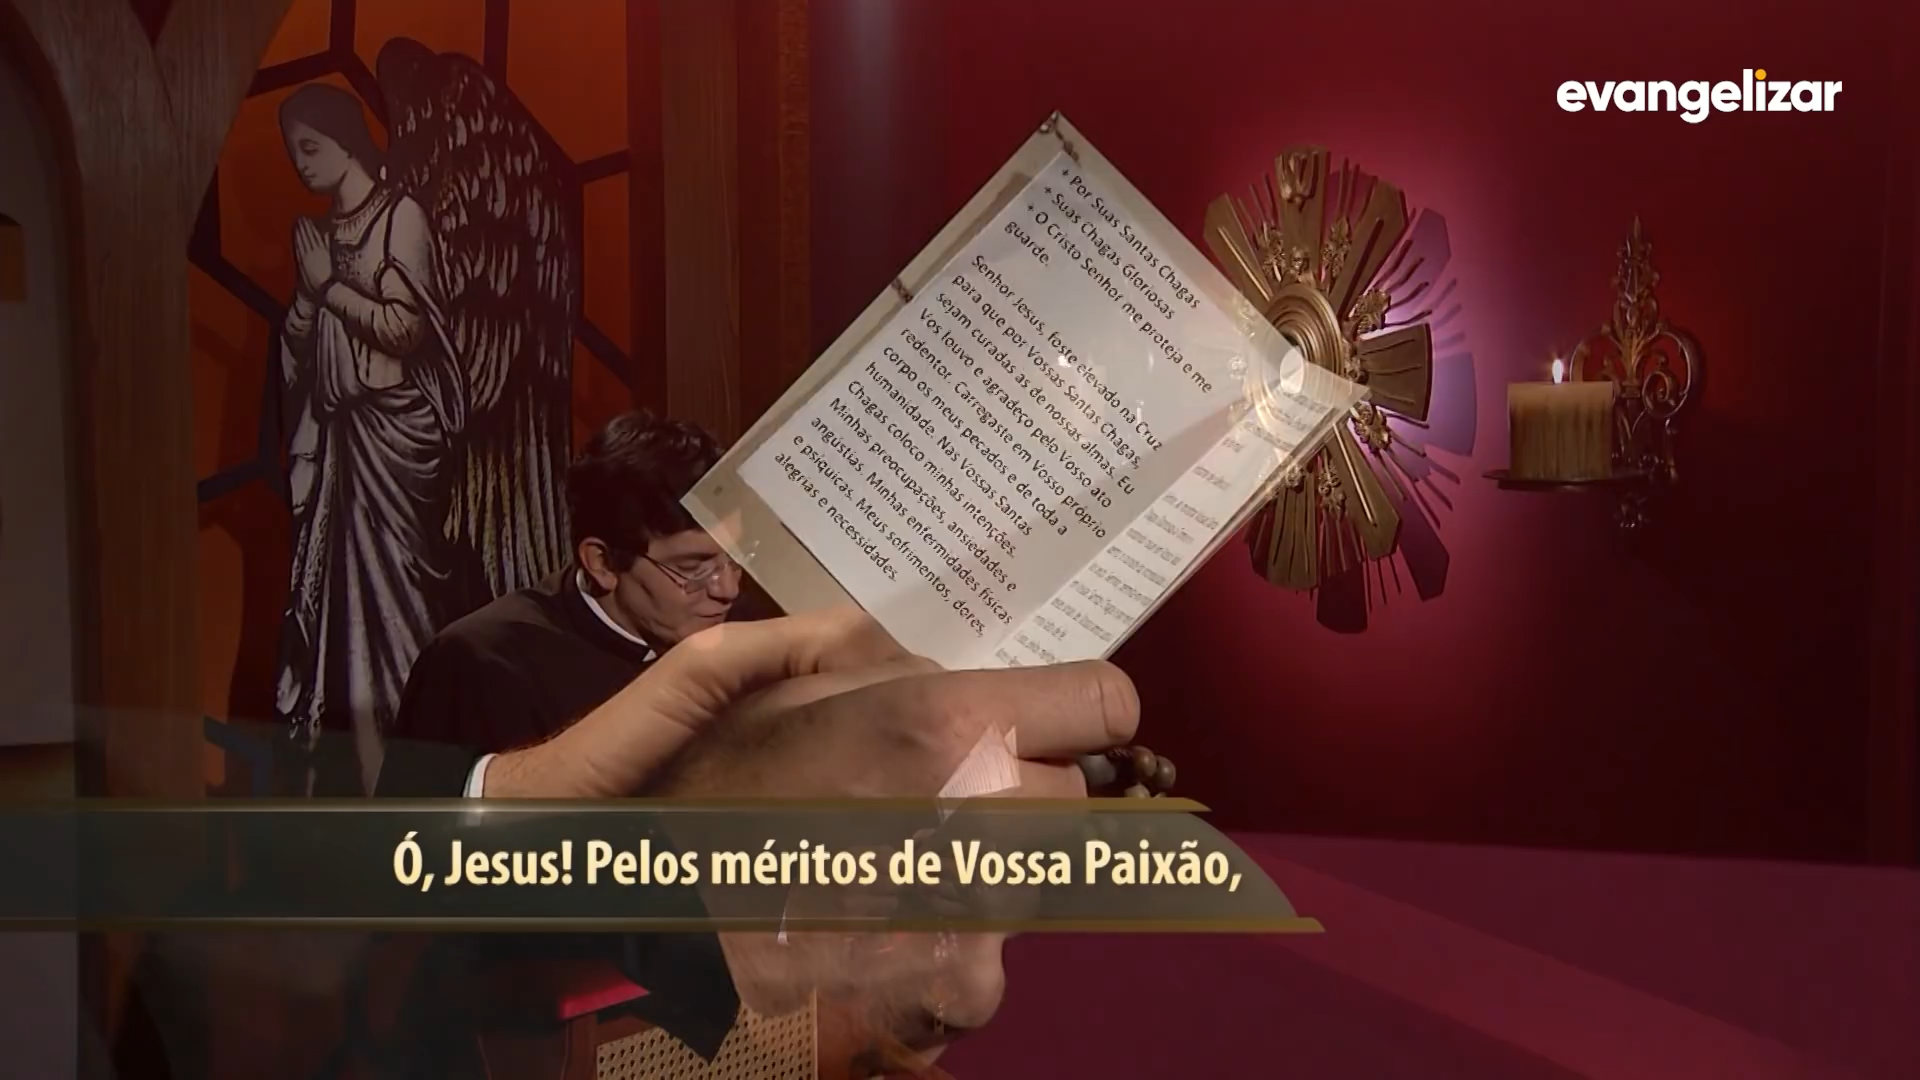 evangelizar
+ Por Suas Santas Chagas
+ Suas Chagas Gloriosas
+ O Cristo Senhor me proteja e me
guarde.
Senhor Jesus, foste elevado na Cruz
para que por Vossas Santas Chagas,
sejam curadas as de nossas almas. Eu
Vos louvo e agradeço pelo Vosso ato
redentor. Carregaste em Vosso próprio
corpo os meus pecados e de toda a
humanidade. Nas Vossas Santas
Chagas coloco minhas intenções.
Minhas preocupações, ansiedades e
angústias. Minhas enfermidades físicas
e psíquicas. Meus sofrimentos, dores,
alegrias e necessidades.
Ó, Jesus! Pelos méritos de Vossa Paixão,